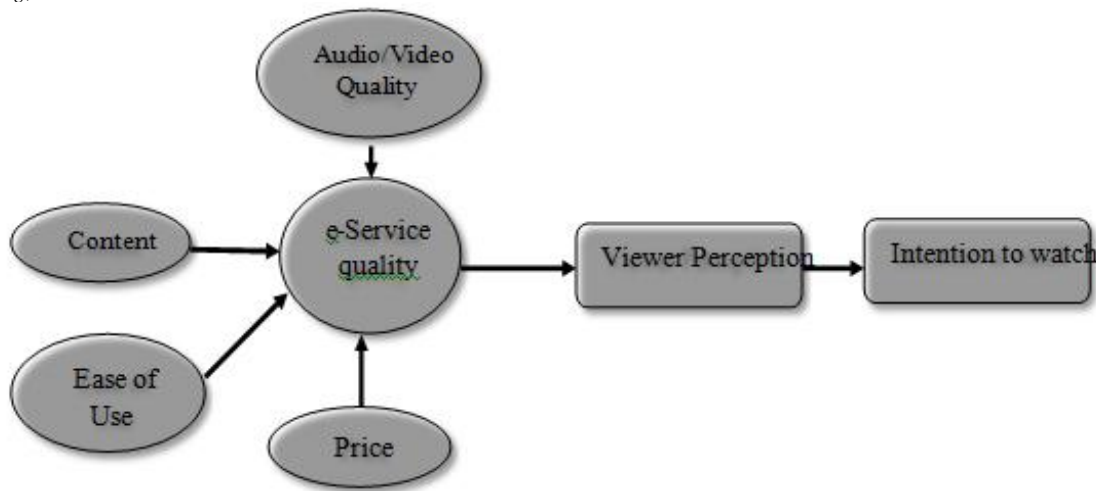 Audio/Video
Quality
Content
e-Service
quality
Viewer Perception
Intention to watch
Ease of
Use
Price